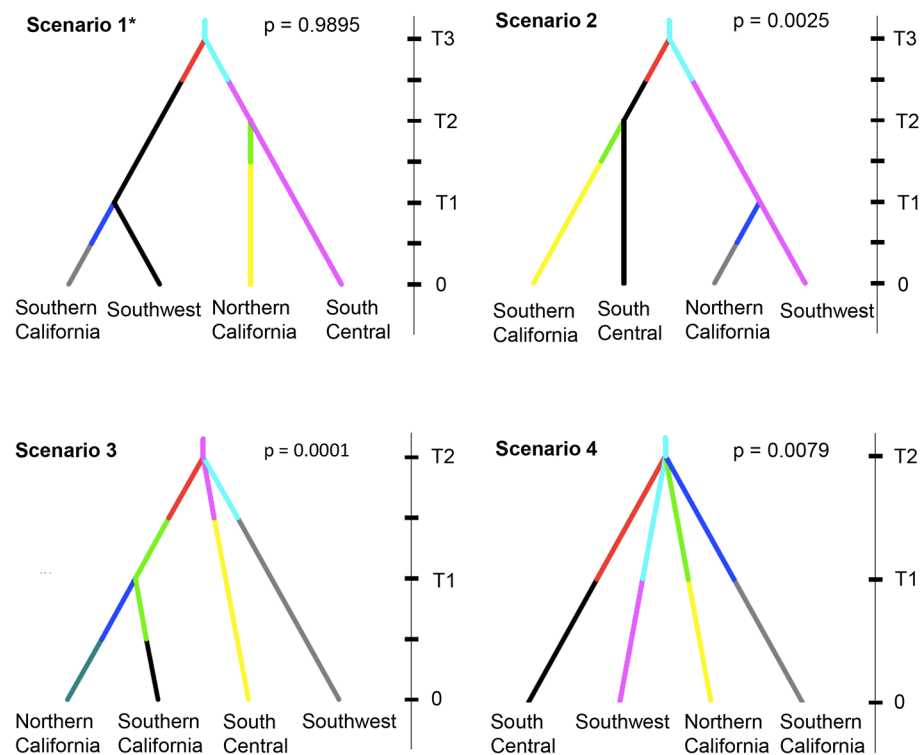 Scenario 1*
p = 0.9895
T3
T2
T1
0
Southern
California
Southwest
Northern
California
South
Central
Scenario 2
p = 0.0025
T3
T2
T1
0
Southern
California
South
Central
Northern
California
Southwest
Scenario 3
p = 0.0001
T2
T1
0
...
Northern
California
Southern
California
South
Central
Southwest
Scenario 4
p = 0.0079
T2
T1
0
South
Central
Southwest
Northern
California
Southern
California